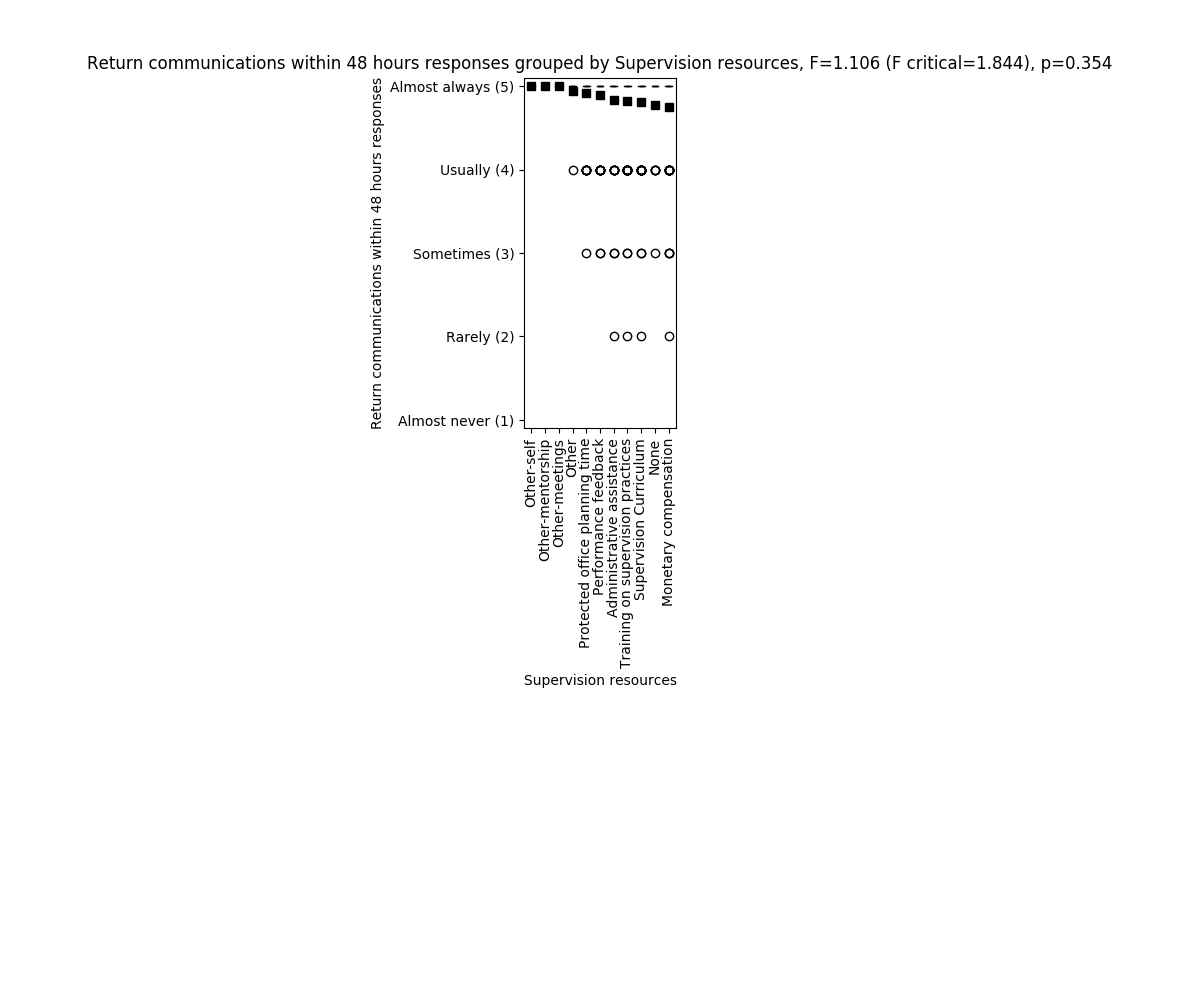 Return communications within 48 hours responses grouped by Supervision resources, F=1.106 (F critical=1.844), p=0.354
Return communications within 48 hours responses
Almost always (5)
Usually (4)
Sometimes (3)
Rarely (2)
Almost never (1)
Other-self
Other-mentorship
Other-meetings
Other
Protected office planning time
Performance feedback
Administrative assistance
Training on supervision practices
Supervision Curriculum
None
Monetary compensation
Supervision resources